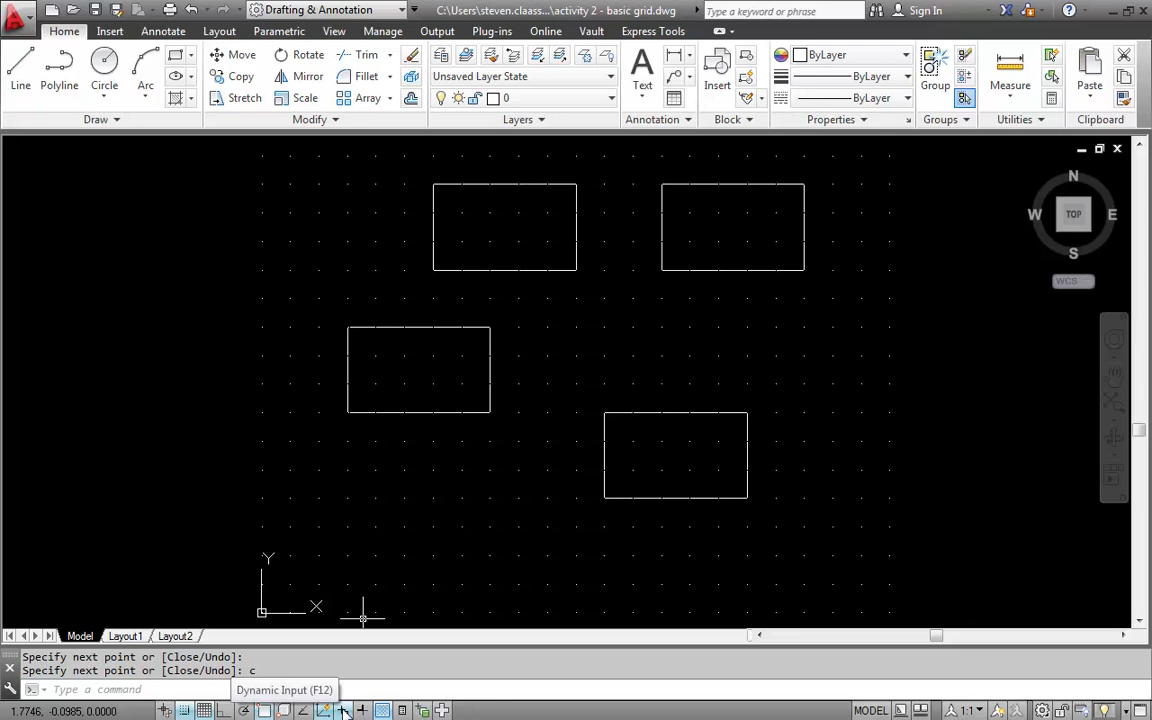 Drafting & Annotation
C:\Users\steven.claass...\activity 2 - basic grid.dwg
Type a keyword or phrase
Sign In
Home Insert Annotate Layout Parametric View Manage Output Plug-ins Online Vault Express Tools
Line Polyline Circle Arc
Move Rotate Trim
Copy Mirror Fillet
Stretch Scale Array
Unsaved Layer State
0
Text
Insert
ByLayer
ByLayer
ByLayer
Group
Measure
Paste
Draw Modify Layers Annotation Block Properties Groups Utilities Clipboard
N
W TOP E
S
WCS
Y
X
Model Layout1 Layout2
Specify next point or [Close/Undo]:
Specify next point or [Close/Undo]: c
Type a command
Dynamic Input (F12)
1.7746, -0.0985, 0.0000
MODEL
1:1